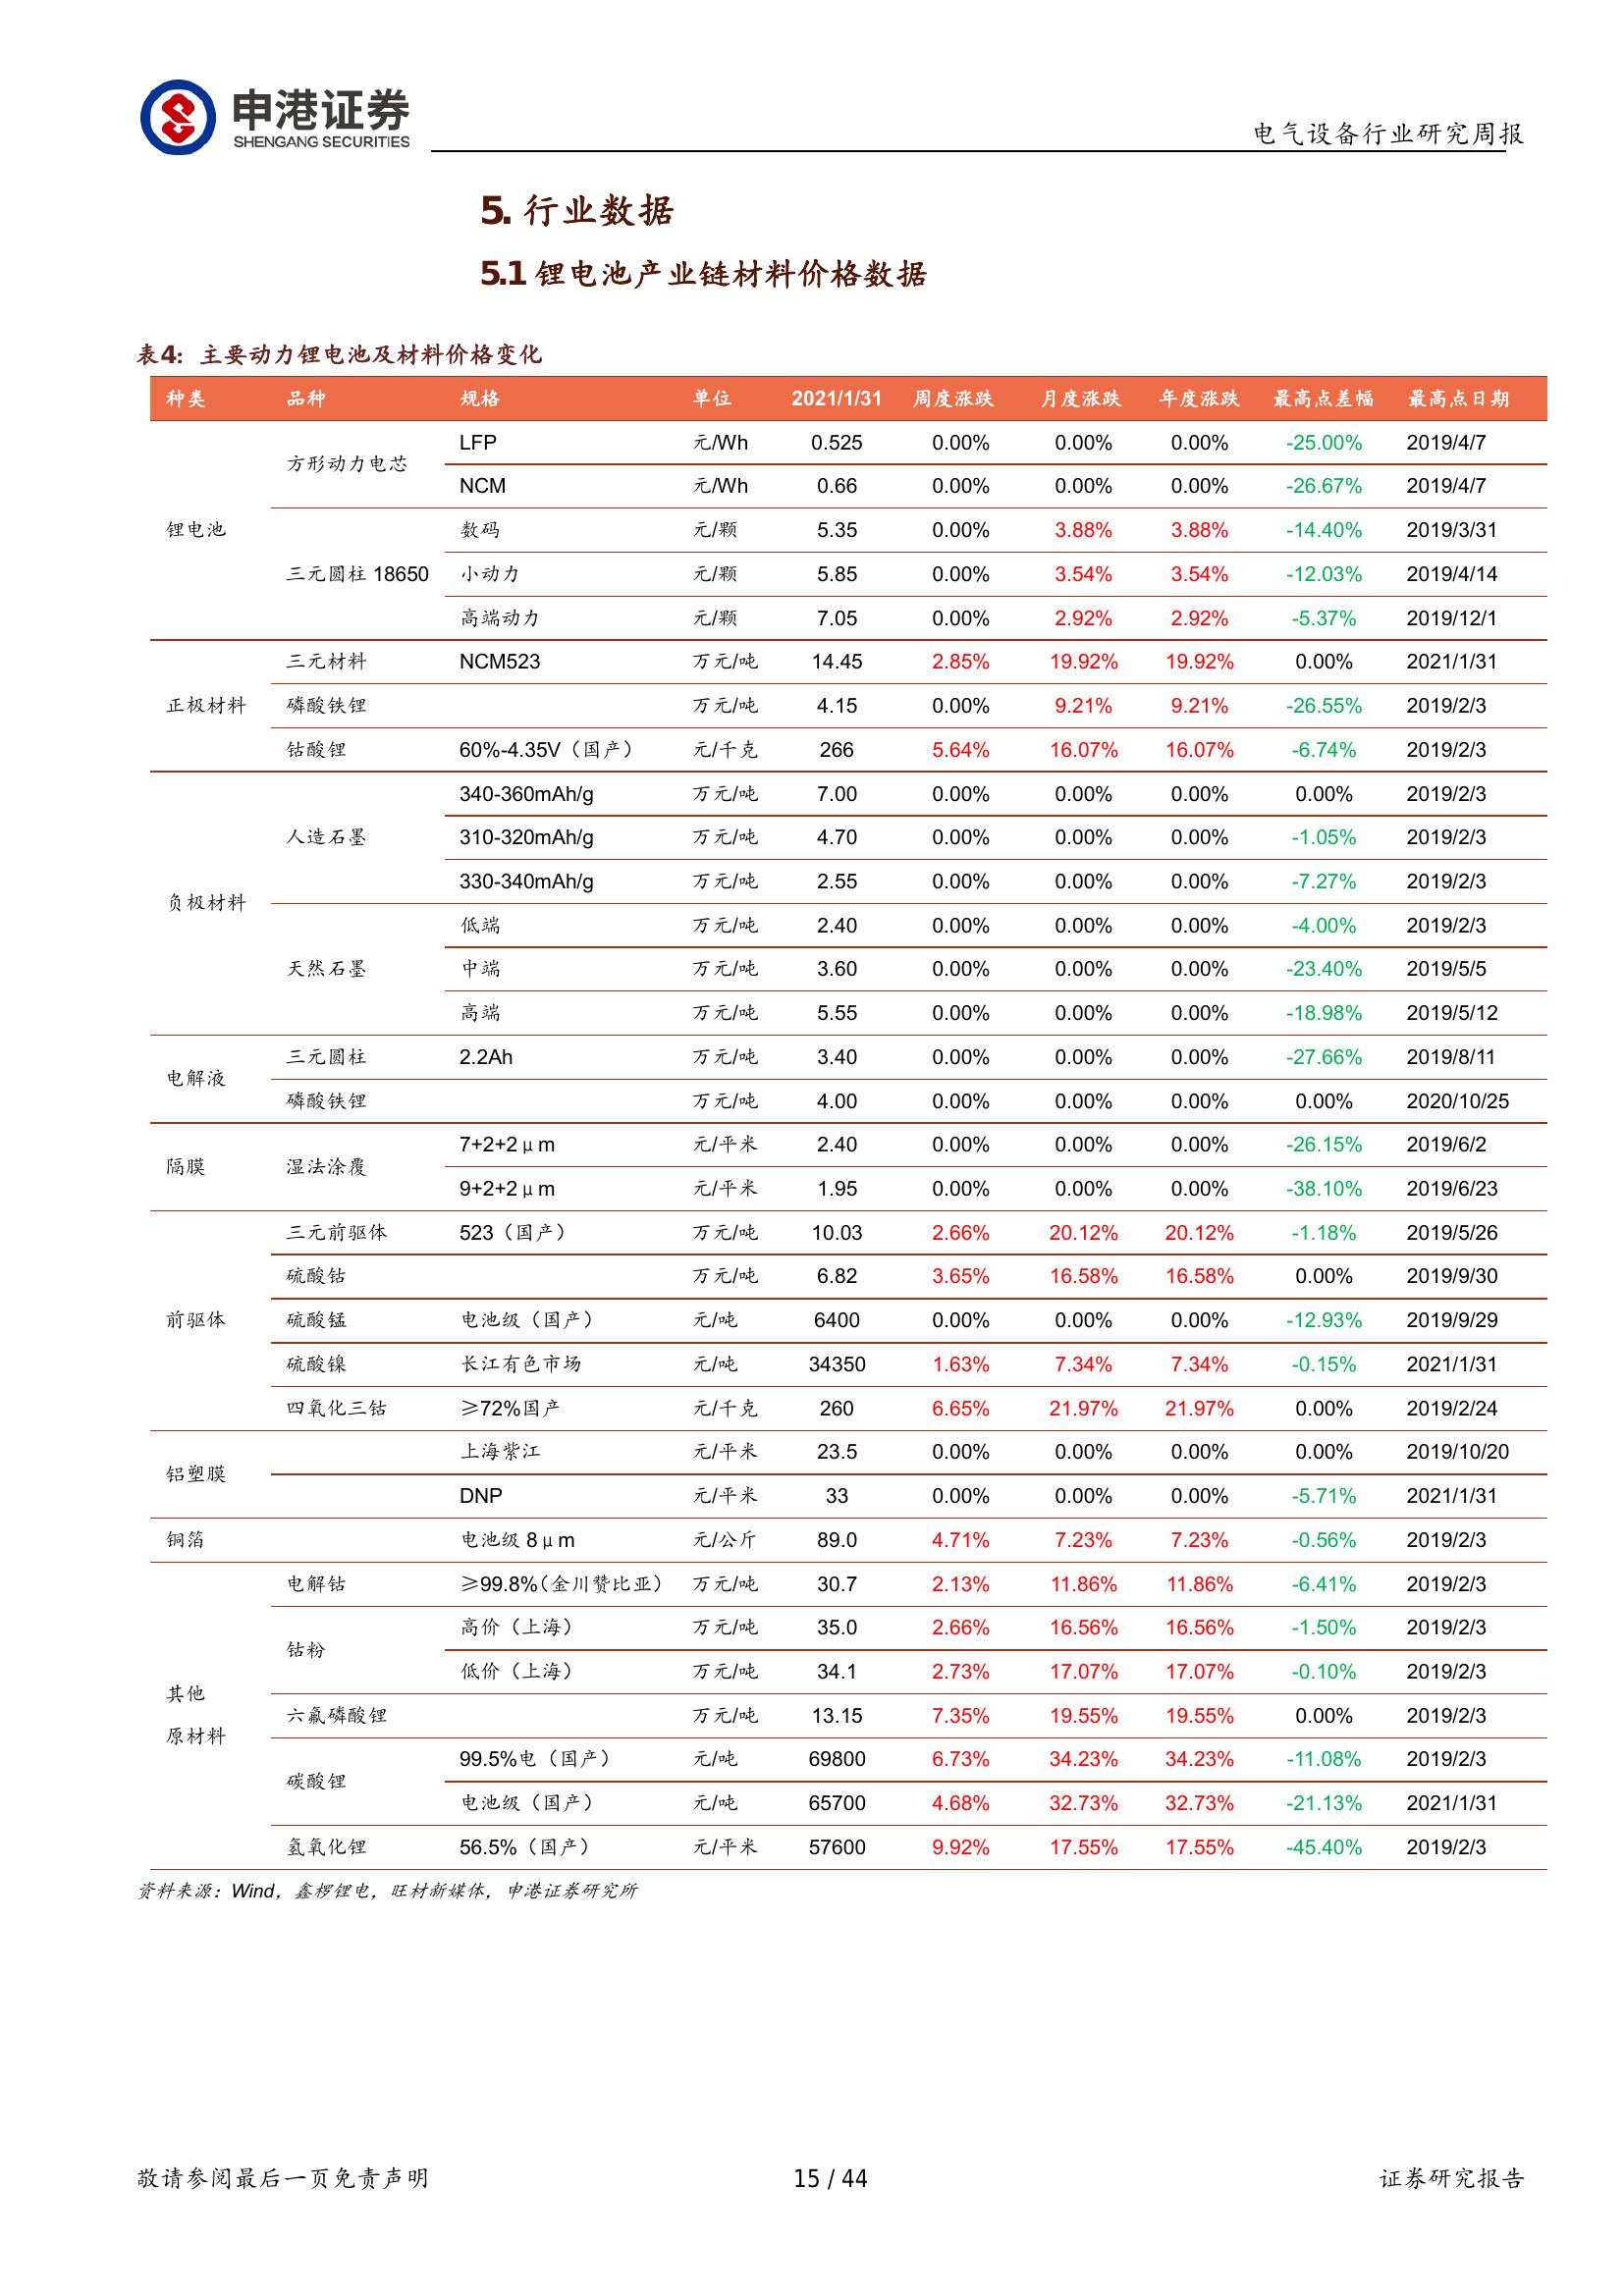 申港证券
SHENGANG SECURITIES
电气设备行业研究周报
5. 行业数据
5.1 锂电池产业链材料价格数据
表4: 主要动力锂电池及材料价格变化
种类 品种 规格 单位 2021/1/31 周度涨跌 月度涨跌 年度涨跌 最高点差幅 最高点日期
锂电池 方形动力电芯 LFP 元/Wh 0.525 0.00% 0.00% 0.00% -25.00% 2019/4/7
NCM 元/Wh 0.66 0.00% 0.00% 0.00% -26.67% 2019/4/7
三元圆柱 18650 数码 元/颗 5.35 0.00% 3.88% 3.88% -14.40% 2019/3/31
小动力 元/颗 5.85 0.00% 3.54% 3.54% -12.03% 2019/4/14
高端动力 元/颗 7.05 0.00% 2.92% 2.92% -5.37% 2019/12/1
正极材料 三元材料 NCM523 万元/吨 14.45 2.85% 19.92% 19.92% 0.00% 2021/1/31
磷酸铁锂 万元/吨 4.15 0.00% 9.21% 9.21% -26.55% 2019/2/3
钴酸锂 60%-4.35V（国产） 元/千克 266 5.64% 16.07% 16.07% -6.74% 2019/2/3
负极材料 人造石墨 340-360mAh/g 万元/吨 7.00 0.00% 0.00% 0.00% 0.00% 2019/2/3
310-320mAh/g 万元/吨 4.70 0.00% 0.00% 0.00% -1.05% 2019/2/3
330-340mAh/g 万元/吨 2.55 0.00% 0.00% 0.00% -7.27% 2019/2/3
天然石墨 低端 万元/吨 2.40 0.00% 0.00% 0.00% -4.00% 2019/2/3
中端 万元/吨 3.60 0.00% 0.00% 0.00% -23.40% 2019/5/5
高端 万元/吨 5.55 0.00% 0.00% 0.00% -18.98% 2019/5/12
电解液 三元圆柱 2.2Ah 万元/吨 3.40 0.00% 0.00% 0.00% -27.66% 2019/8/11
磷酸铁锂 万元/吨 4.00 0.00% 0.00% 0.00% 0.00% 2020/10/25
隔膜 湿法涂覆 7+2+2μm 元/平米 2.40 0.00% 0.00% 0.00% -26.15% 2019/6/2
9+2+2μm 元/平米 1.95 0.00% 0.00% 0.00% -38.10% 2019/6/23
前驱体 三元前驱体 523（国产） 万元/吨 10.03 2.66% 20.12% 20.12% -1.18% 2019/5/26
硫酸钴 万元/吨 6.82 3.65% 16.58% 16.58% 0.00% 2019/9/30
硫酸锰 电池级（国产） 元/吨 6400 0.00% 0.00% 0.00% -12.93% 2019/9/29
硫酸镍 长江有色市场 元/吨 34350 1.63% 7.34% 7.34% -0.15% 2021/1/31
四氧化三钴 ≥72%国产 元/千克 260 6.65% 21.97% 21.97% 0.00% 2019/2/24
铝塑膜 上海紫江 元/平米 23.5 0.00% 0.00% 0.00% 0.00% 2019/10/20
DNP 元/平米 33 0.00% 0.00% 0.00% -5.71% 2021/1/31
铜箔 电池级 8μm 元/公斤 89.0 4.71% 7.23% 7.23% -0.56% 2019/2/3
其他原材料 电解钴 ≥99.8%（金川赞比亚） 万元/吨 30.7 2.13% 11.86% 11.86% -6.41% 2019/2/3
钴粉 高价（上海） 万元/吨 35.0 2.66% 16.56% 16.56% -1.50% 2019/2/3
低价（上海） 万元/吨 34.1 2.73% 17.07% 17.07% -0.10% 2019/2/3
六氟磷酸锂 万元/吨 13.15 7.35% 19.55% 19.55% 0.00% 2019/2/3
碳酸锂 99.5%电（国产） 元/吨 69800 6.73% 34.23% 34.23% -11.08% 2019/2/3
电池级（国产） 元/吨 65700 4.68% 32.73% 32.73% -21.13% 2021/1/31
氢氧化锂 56.5%（国产） 元/平米 57600 9.92% 17.55% 17.55% -45.40% 2019/2/3
资料来源：Wind，鑫椤锂电，旺材新媒体，申港证券研究所
敬请参阅最后一页免责声明 15 / 44 证券研究报告